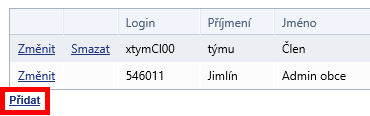 Login Příjmení Jméno
Změnit Smazat xtymCl00 týmu Člen
Změnit 546011 Jimlín Admin obce
Přidat